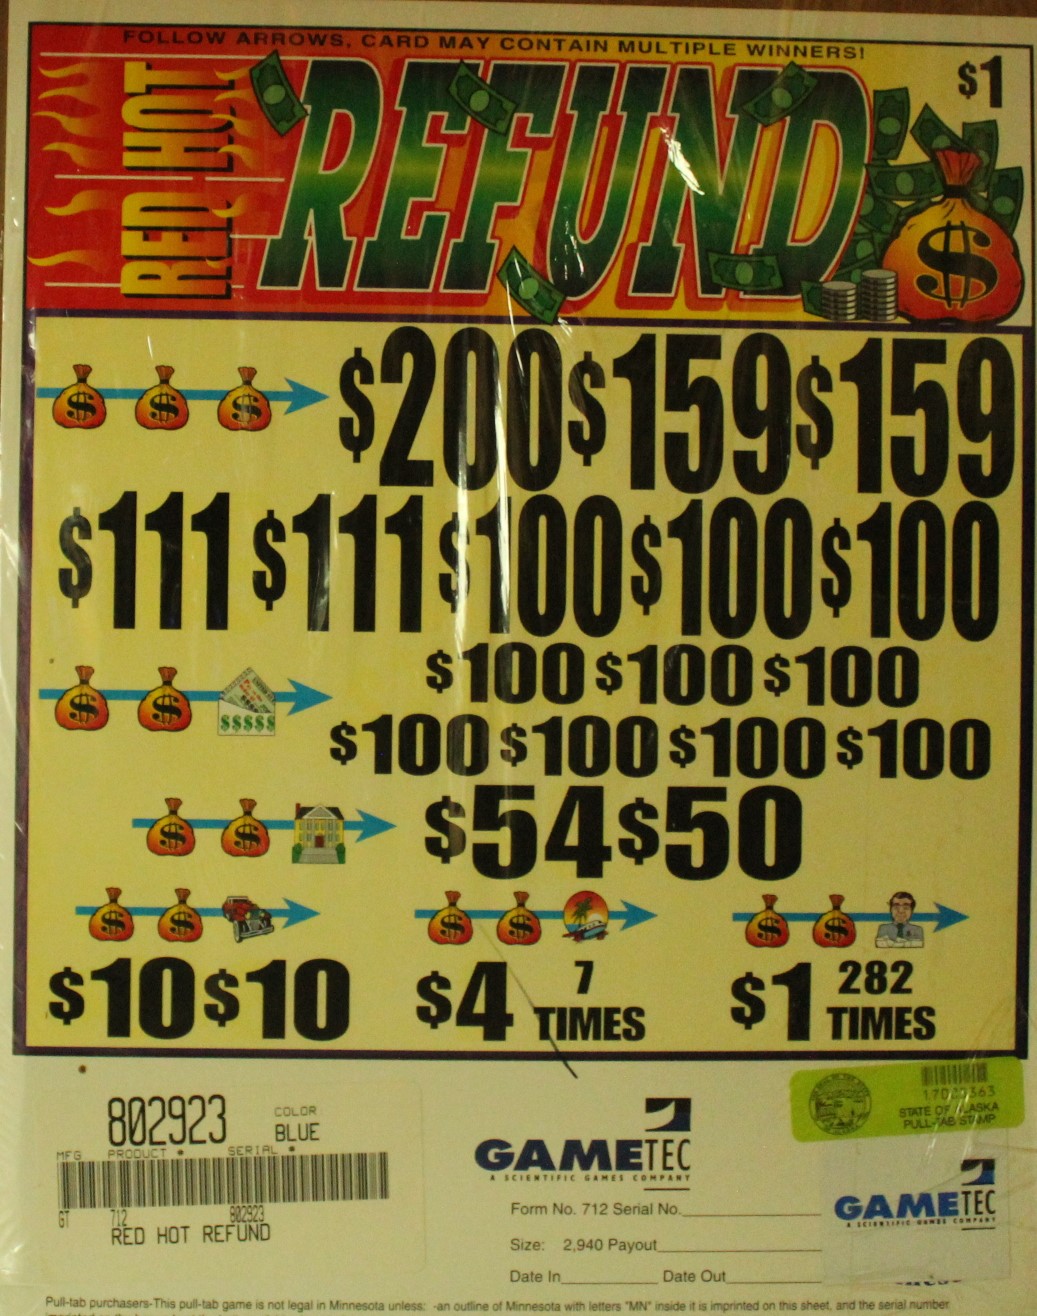 FOLLOW ARROWS, CARD MAY CONTAIN MULTIPLE WINNERS!
RED HOT
REFUND
$1
$200 $159 $159
$111 $111 $100 $100 $100
$100 $100 $100
$$$$$
$100 $100 $100 $100
$54 $50
$10 $10
$4 7 TIMES
$1 282 TIMES
802923
COLOR
BLUE
MFG PRODUCT • SERIAL •
GT 712 802923
RED HOT REFUND
GAMETEC
A SCIENTIFIC GAMES COMPANY
Form No. 712 Serial No.
Size: 2,940 Payout
Date In Date Out
STATE OF ALASKA
PULL-TAB STAMP
GAMETEC
A SCIENTIFIC GAMES COMPANY
Pull-tab purchasers-This pull-tab game is not legal in Minnesota unless: -an outline of Minnesota with letters "MN" inside it is imprinted on this sheet, and the serial number